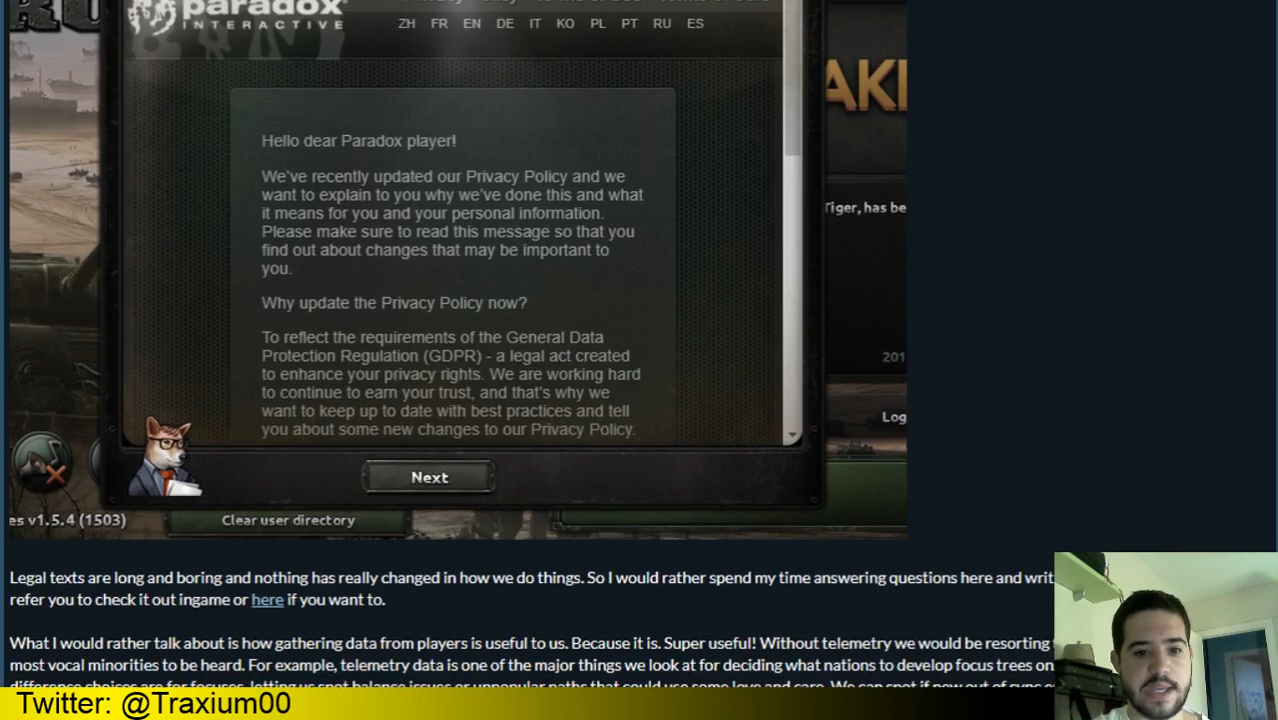 paradox
INTERACTIVE
ZH FR EN DE IT KO PL PT RU ES
AKI
Hello dear Paradox player!
We've recently updated our Privacy Policy and we
want to explain to you why we've done this and what
it means for you and your personal information.
Please make sure to read this message so that you
find out about changes that may be important to
you.
Tiger, has be
Why update the Privacy Policy now?
To reflect the requirements of the General Data
Protection Regulation (GDPR) - a legal act created
to enhance your privacy rights. We are working hard
to continue to earn your trust, and that's why we
want to keep up to date with best practices and tell
you about some new changes to our Privacy Policy.
201
Log
Next
es v1.5.4 (1503)
Clear user directory
Legal texts are long and boring and nothing has really changed in how we do things. So I would rather spend my time answering questions here and writ
refer you to check it out ingame or here if you want to.
What I would rather talk about is how gathering data from players is useful to us. Because it is. Super useful! Without telemetry we would be resorting
most vocal minorities to be heard. For example, telemetry data is one of the major things we look at for deciding what nations to develop focus trees on
Twitter: @Traxium00